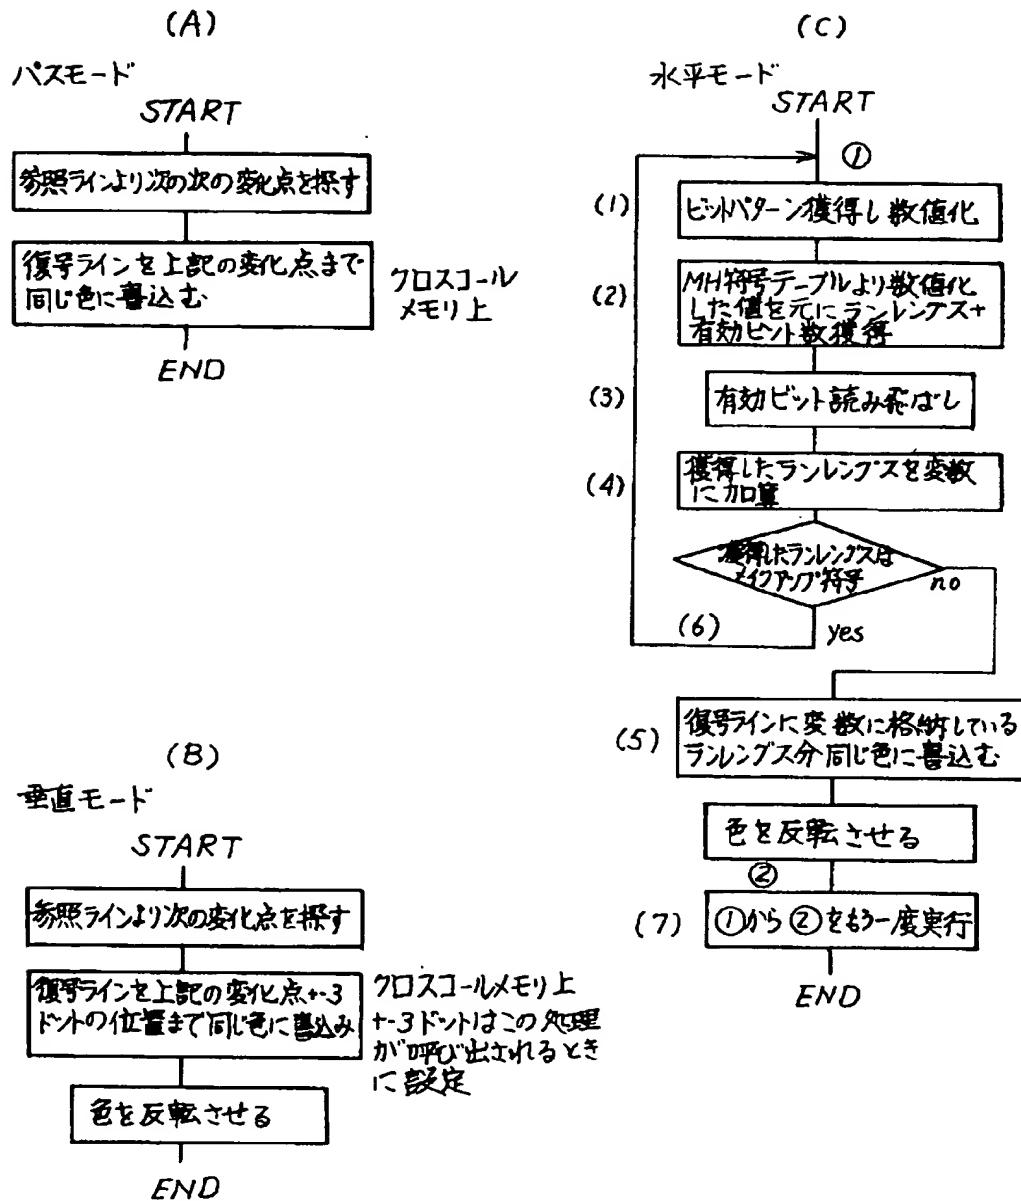 (A)
パスモード
START
参照ラインより次の次の変化点を探す
復号ラインを上記の変化点まで
同じ色に書込む
クロスコール
メモリ上
END
(B)
垂直モード
START
参照ラインより次の変化点を探す
復号ラインを上記の変化点+-3
ドットの位置まで同じ色に書込み
クロスコールメモリ上
+-3ドットはこの処理
が呼び出されるとき
に設定
色を反転させる
END
(C)
水平モード
START
①
(1)
ビットパターン獲得し数値化
(2)
MH符号テーブルより数値化
した値を元にランレングス+
有効ビット数獲得
(3)
有効ビット読み飛ばし
(4)
獲得したランレングスを変数
に加算
獲得したランレングスは
メイクアップ符号
no
(6)
yes
(5)
復号ラインに変数に格納している
ランレングス分同じ色に書込む
色を反転させる
②
(7)
①から②をもう一度実行
END